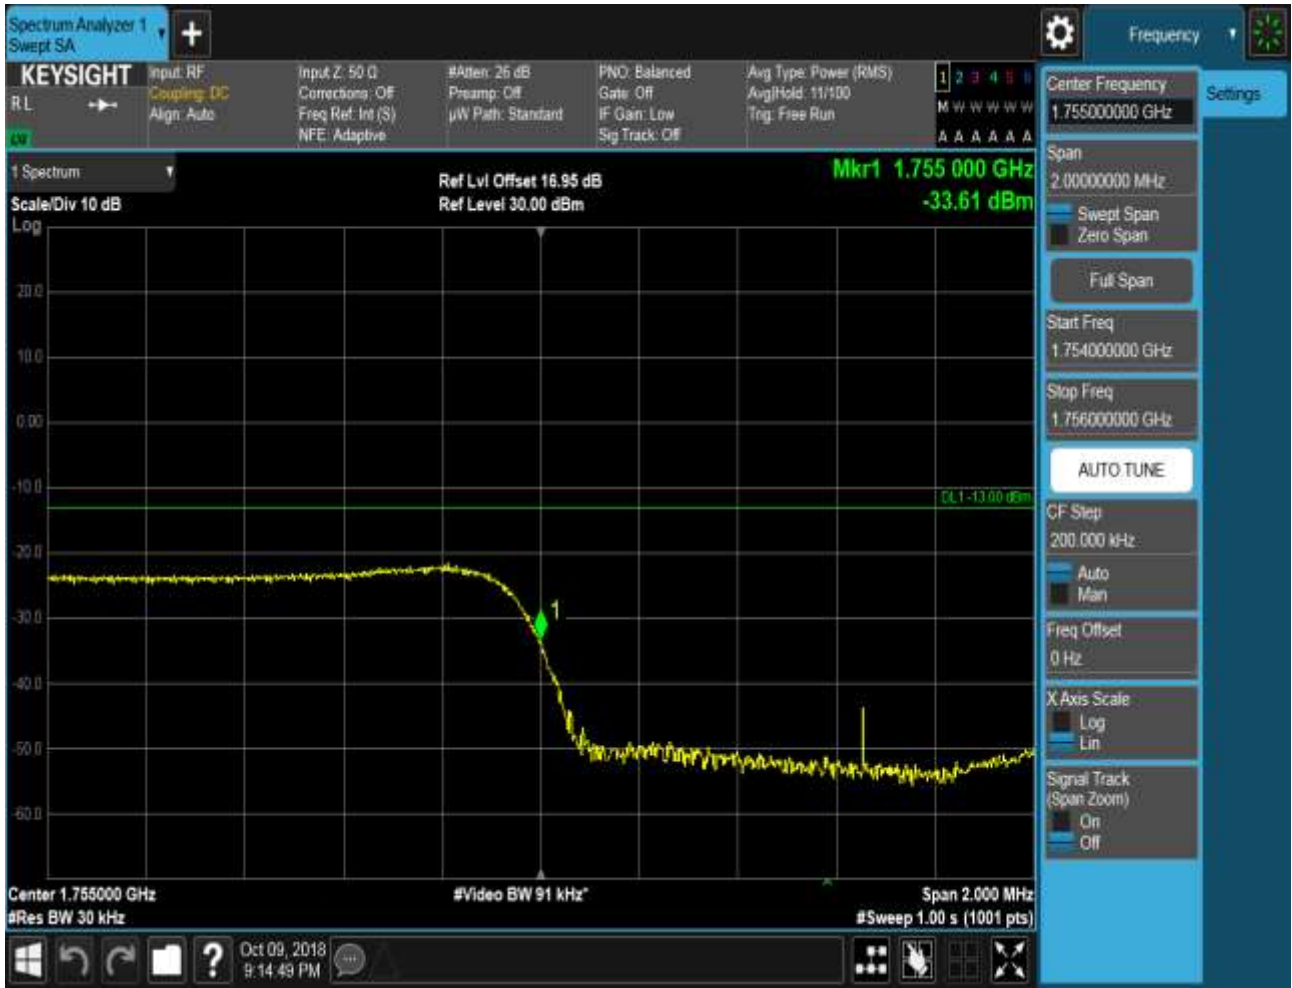 Spectrum Analyzer 1
Swept SA
+
Frequency
KEYSIGHT
RL
Input: RF
Coupling: DC
Align: Auto
Input Z: 50 Ω
Corrections: Off
Freq Ref: Int (S)
NFE: Adaptive
#Atten: 26 dB
Preamp: Off
µW Path: Standard
PNO: Balanced
Gate: Off
IF Gain: Low
Sig Track: Off
Avg Type: Power (RMS)
Avg|Hold: 11/100
Trig: Free Run
1 2 3 4 5 6
M W W W W W
A A A A A A
1 Spectrum
Scale/Div 10 dB
Log
Ref Lvl Offset 16.95 dB
Ref Level 30.00 dBm
Mkr1 1.755 000 GHz
-33.61 dBm
20.0
10.0
0.00
-10.0
DL1 -13.00 dBm
-20.0
1
-30.0
-40.0
-50.0
-60.0
Center 1.755000 GHz
#Res BW 30 kHz
#Video BW 91 kHz*
Span 2.000 MHz
#Sweep 1.00 s (1001 pts)
?
Oct 09, 2018
9:14:49 PM
Center Frequency
1.755000000 GHz
Settings
Span
2.00000000 MHz
Swept Span
Zero Span
Full Span
Start Freq
1.754000000 GHz
Stop Freq
1.756000000 GHz
AUTO TUNE
CF Step
200.000 kHz
Auto
Man
Freq Offset
0 Hz
X Axis Scale
Log
Lin
Signal Track
(Span Zoom)
On
Off